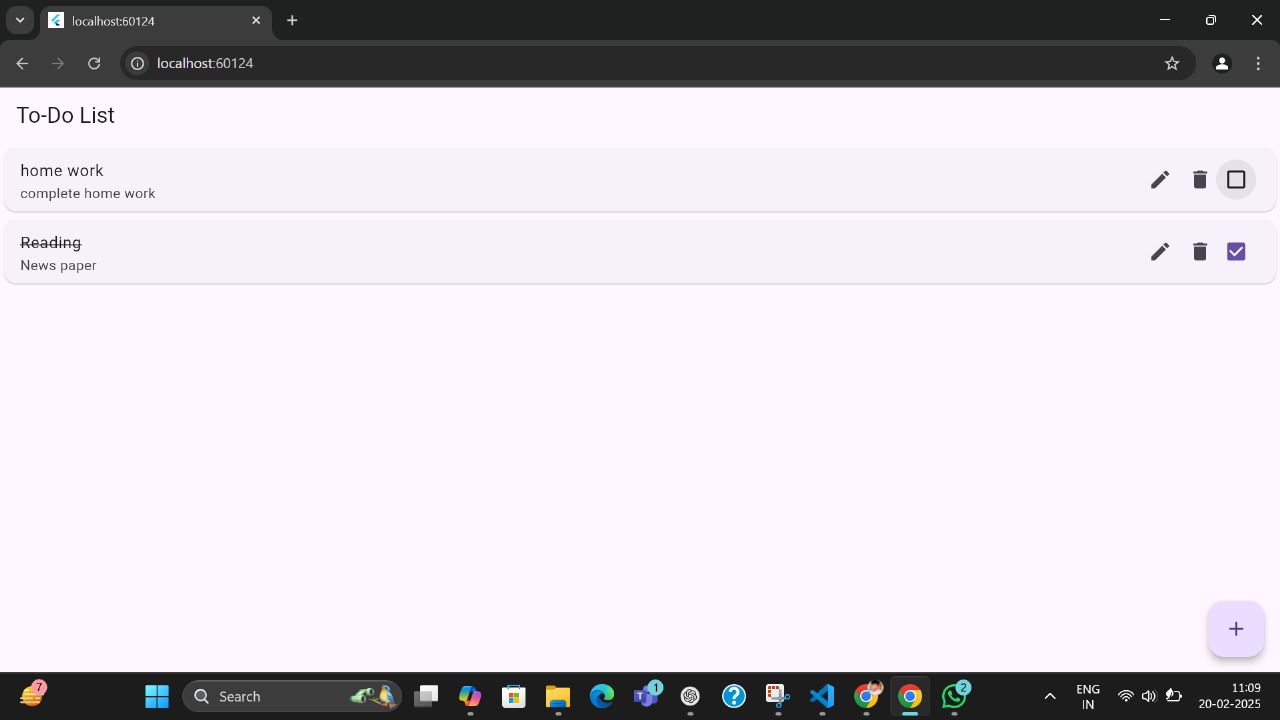 localhost:60124
localhost:60124
To-Do List
home work
complete home work
Reading
News paper
7
Search
1
2
ENG
IN
11:09
20-02-2025